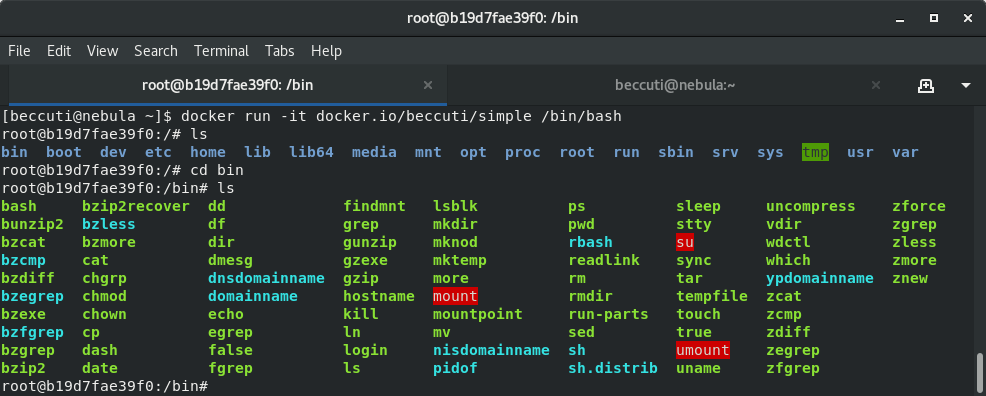 root@b19d7fae39f0: /bin
File Edit View Search Terminal Tabs Help
root@b19d7fae39f0: /bin × beccuti@nebula:~ ×
[beccuti@nebula ~]$ docker run -it docker.io/beccuti/simple /bin/bash
root@b19d7fae39f0:/# ls
bin boot dev etc home lib lib64 media mnt opt proc root run sbin srv sys tmp usr var
root@b19d7fae39f0:/# cd bin
root@b19d7fae39f0:/bin# ls
bash bzip2recover dd findmnt lsblk ps sleep uncompress zforce
bunzip2 bzless df grep mkdir pwd stty vdir zgrep
bzcat bzmore dir gunzip mknod rbash su wdctl zless
bzcmp cat dmesg gzexe mktemp readlink sync which zmore
bzdiff chgrp dnsdomainname gzip more rm tar ypdomainname znew
bzegrep chmod domainname hostname mount rmdir tempfile zcat
bzexe chown echo kill mountpoint run-parts touch zcmp
bzfgrep cp egrep ln mv sed true zdiff
bzgrep dash false login nisdomainname sh umount zegrep
bzip2 date fgrep ls pidof sh.distrib uname zfgrep
root@b19d7fae39f0:/bin#